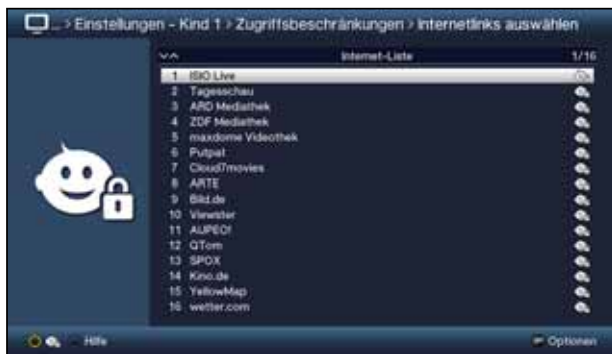 ... > Einstellungen - Kind 1 > Zugriffsbeschränkungen > Internetlinks auswählen
Internet-Liste 1/16
1 ISIO Live
2 Tagesschau
3 ARD Mediathek
4 ZDF Mediathek
5 maxdome Videothek
6 Putpat
7 Cloud7movies
8 ARTE
9 Bild.de
10 Viewster
11 AUPEO!
12 QTom
13 SPOX
14 Kino.de
15 YellowMap
16 wetter.com
Hilfe Optionen